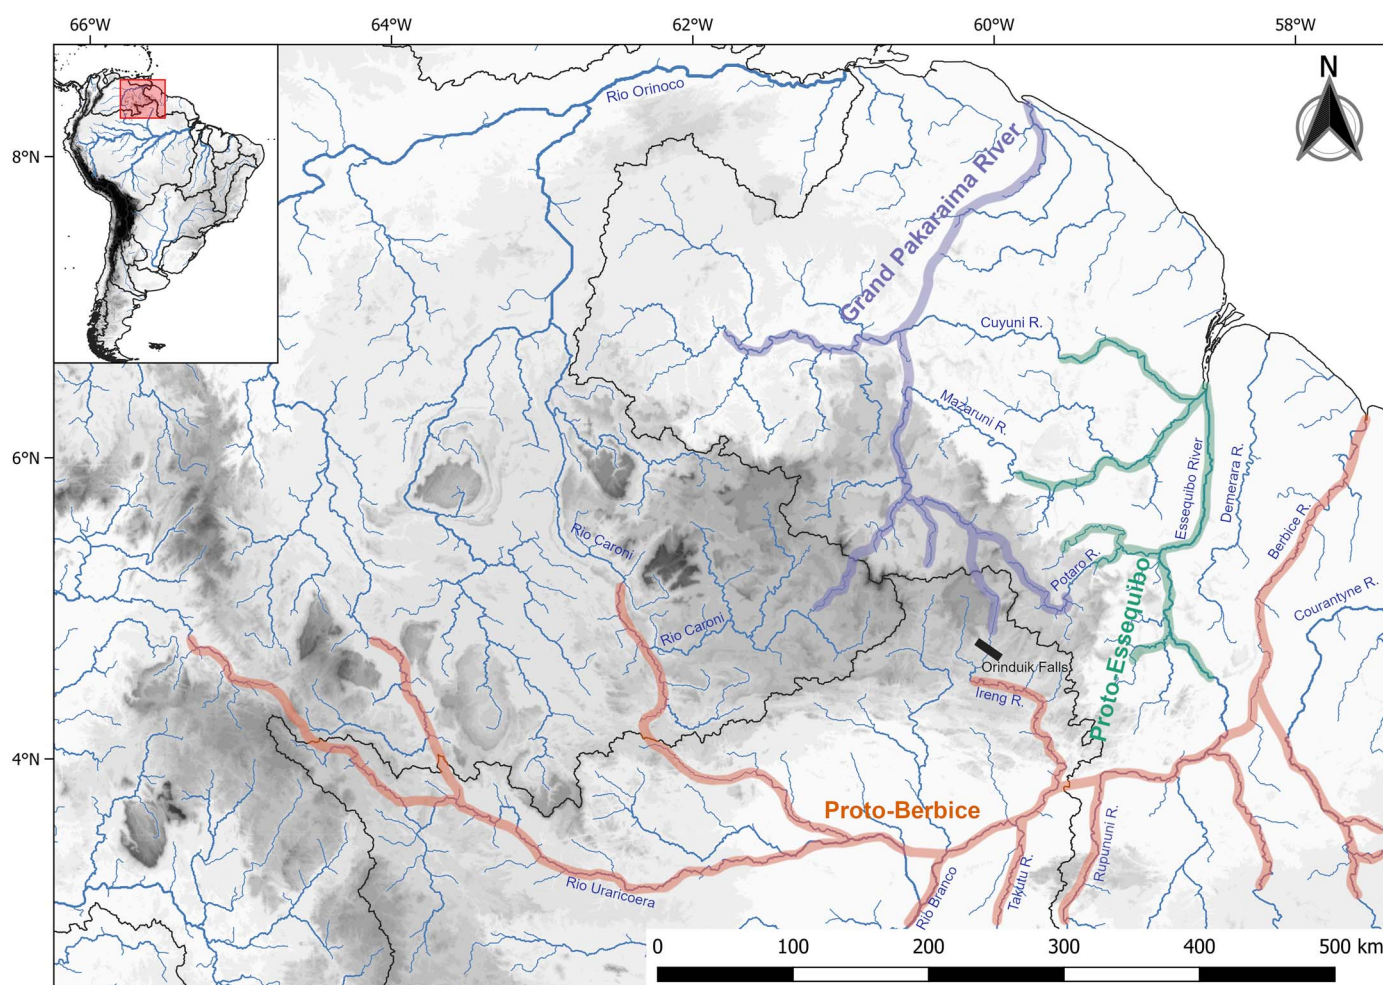 66°W 64°W 62°W 60°W 58°W
N
Rio Orinoco
8°N
Grand Pakaraima River
Cuyuni R.
Mazaruni R.
6°N
Essequibo River
Demerara R.
Berbice R.
Rio Caroni
Potaro R.
Courantyne R.
Rio Caroni
Orinduik Falls
Proto-Essequibo
Ireng R.
4°N
Proto-Berbice
Rupununi R.
Takutu R.
Rio Uraricoera
Rio Branco
0 100 200 300 400 500 km